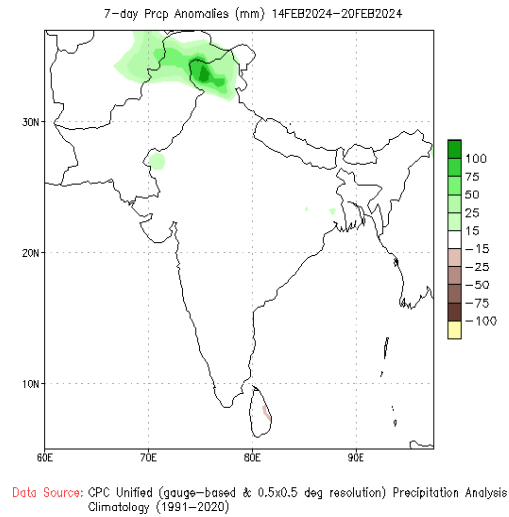 7-day Prcp Anomalies (mm) 14FEB2024-20FEB2024
30N
20N
10N
60E 70E 80E 90E
100
75
50
25
15
-15
-25
-50
-75
-100
Data Source: CPC Unified (gauge-based & 0.5x0.5 deg resolution) Precipitation Analysis
Climatology (1991-2020)